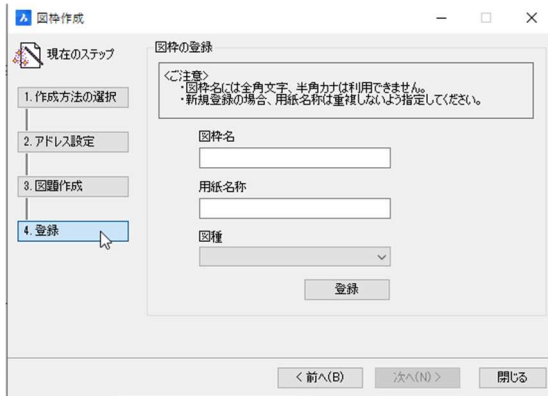 図枠作成
現在のステップ
1.作成方法の選択
2.アドレス設定
3.図題作成
4.登録
図枠の登録
<ご注意>
・図枠名には全角文字、半角カナは利用できません。
・新規登録の場合、用紙名称は重複しないよう指定してください。
図枠名
用紙名称
図種
登録
< 前へ(B)
次へ(N) >
閉じる